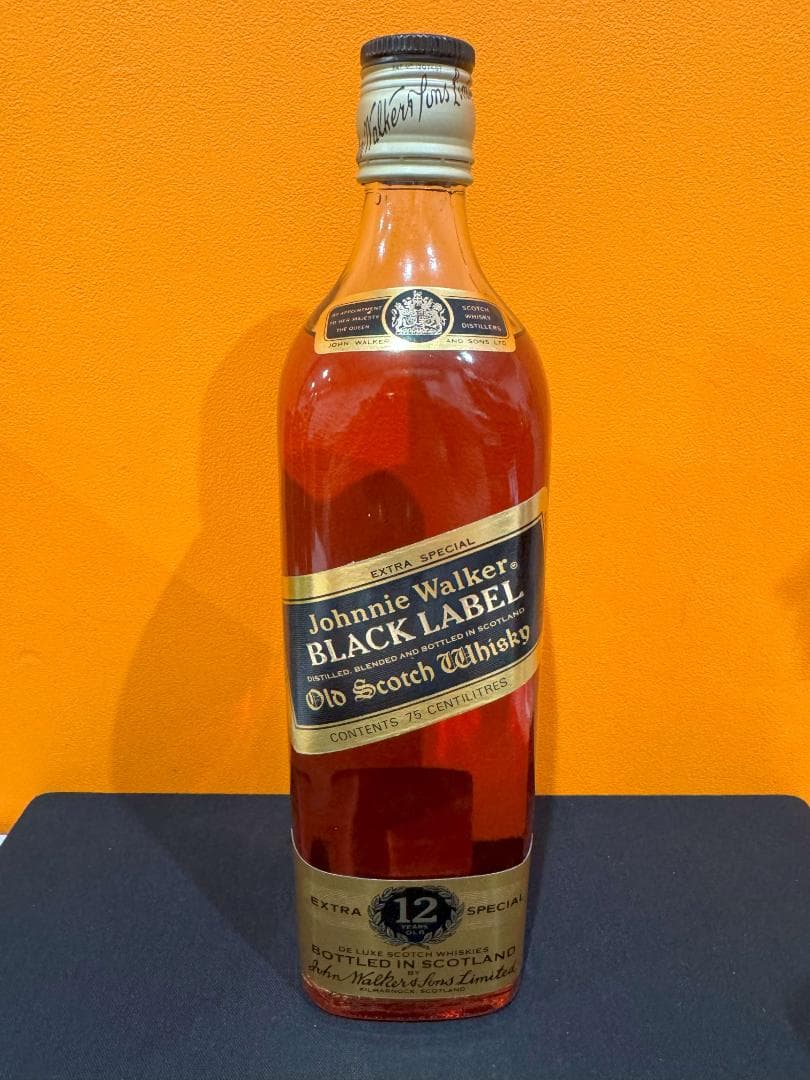 Walker & Sons
BY APPOINTMENT
TO HER MAJESTY
THE QUEEN
SCOTCH
WHISKY
DISTILLERS
JOHN WALKER AND SONS LTD
EXTRA SPECIAL
Johnnie Walker®
BLACK LABEL
DISTILLED, BLENDED AND BOTTLED IN SCOTLAND
Old Scotch Whisky
CONTENTS 75 CENTILITRES
EXTRA 12 SPECIAL
YEARS
OLD
DE LUXE SCOTCH WHISKIES
BOTTLED IN SCOTLAND
BY
John Walker & Sons Limited
KILMARNOCK, SCOTLAND